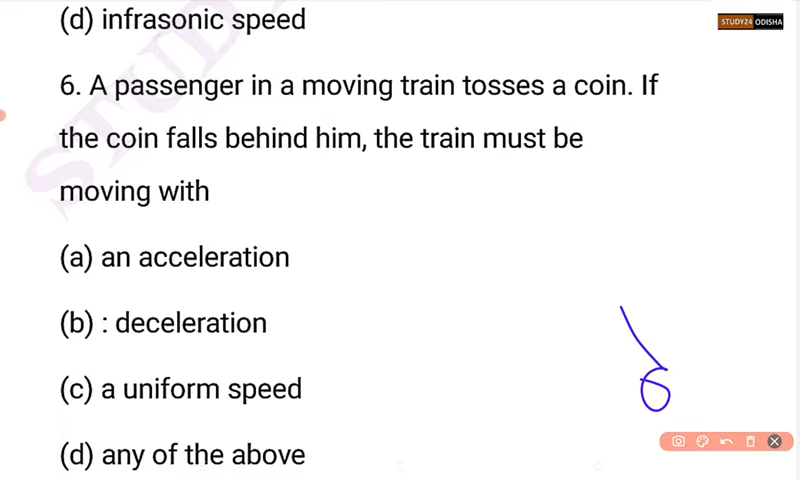 (d) infrasonic speed
STUDY24 ODISHA
6. A passenger in a moving train tosses a coin. If
the coin falls behind him, the train must be
moving with
(a) an acceleration
(b) : deceleration
(c) a uniform speed
(d) any of the above